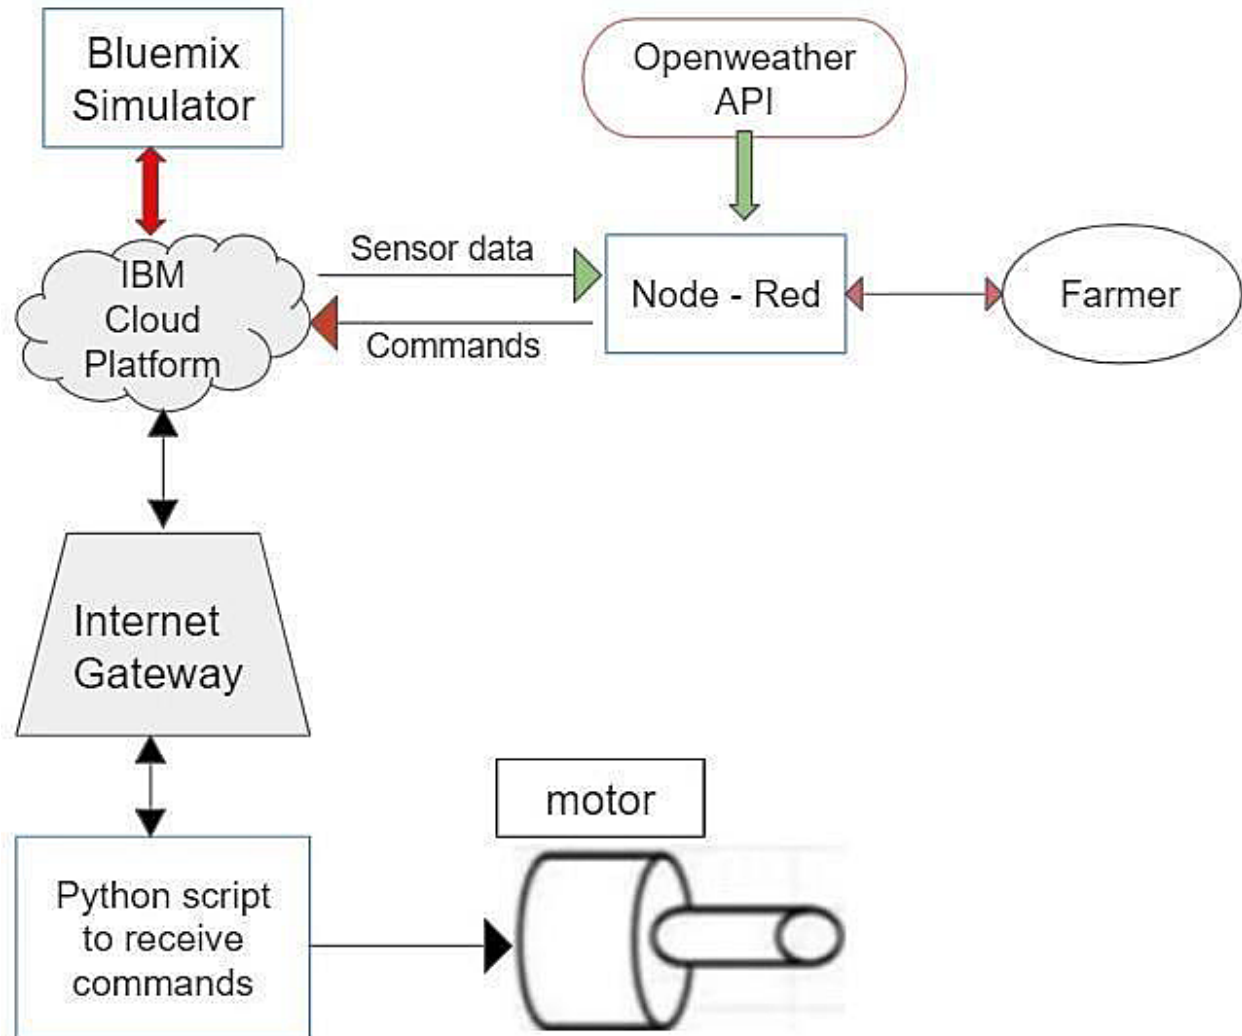 Bluemix
Simulator
Openweather
API
IBM
Cloud
Platform
Sensor data
Commands
Node - Red
Farmer
Internet
Gateway
motor
Python script
to receive
commands